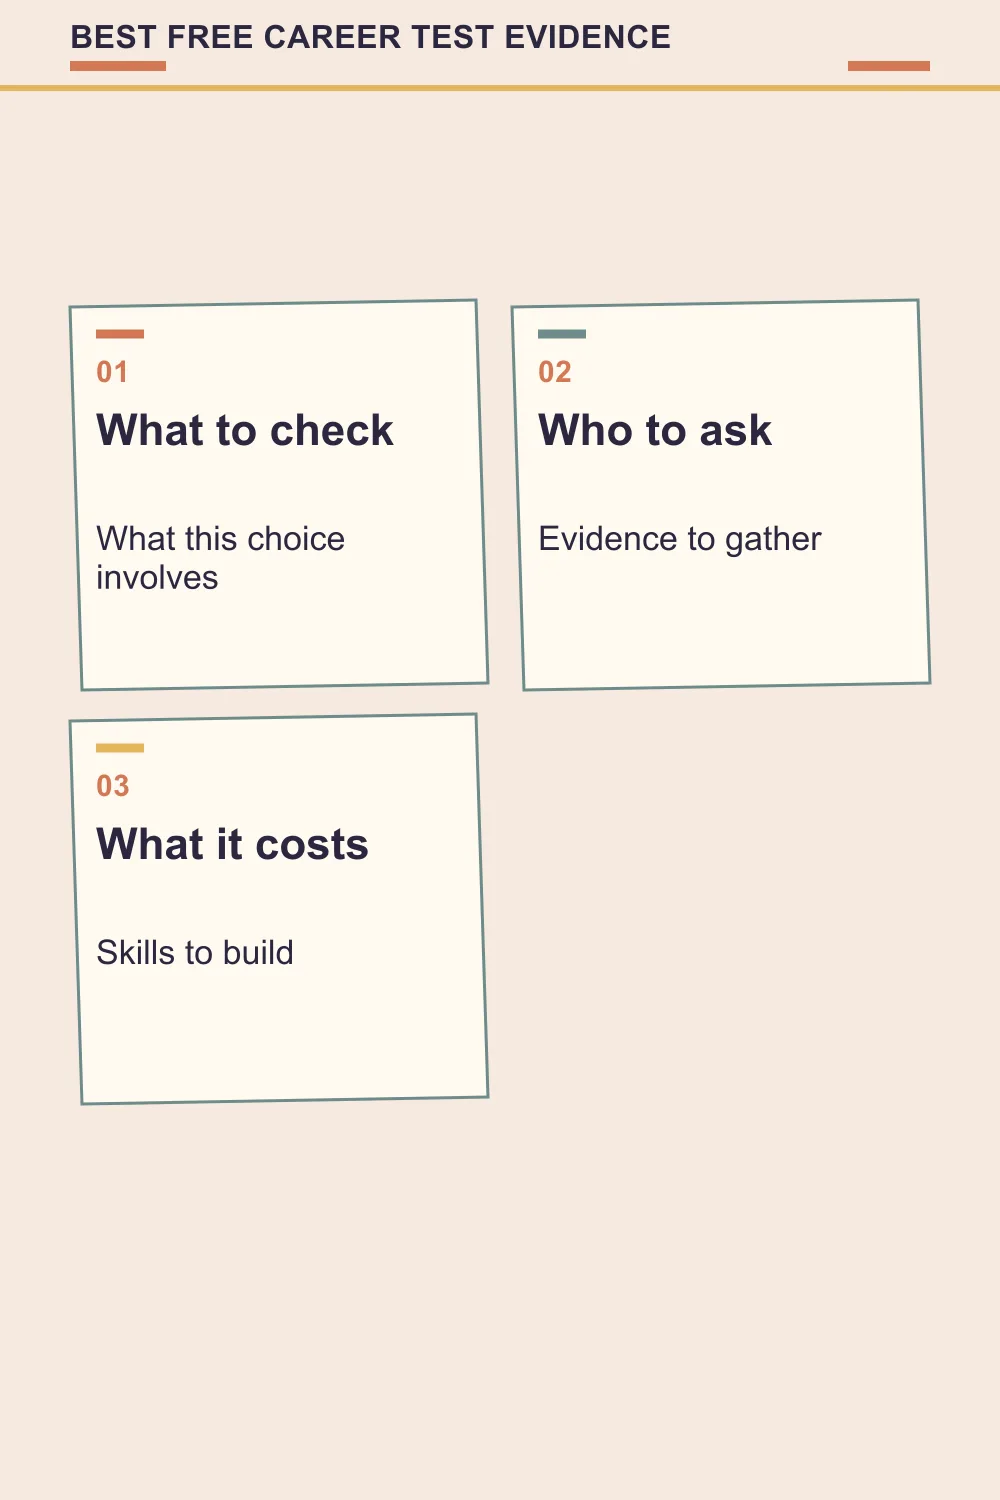 BEST FREE CAREER TEST EVIDENCE
01
What to check
What this choice
involves
02
Who to ask
Evidence to gather
03
What it costs
Skills to build